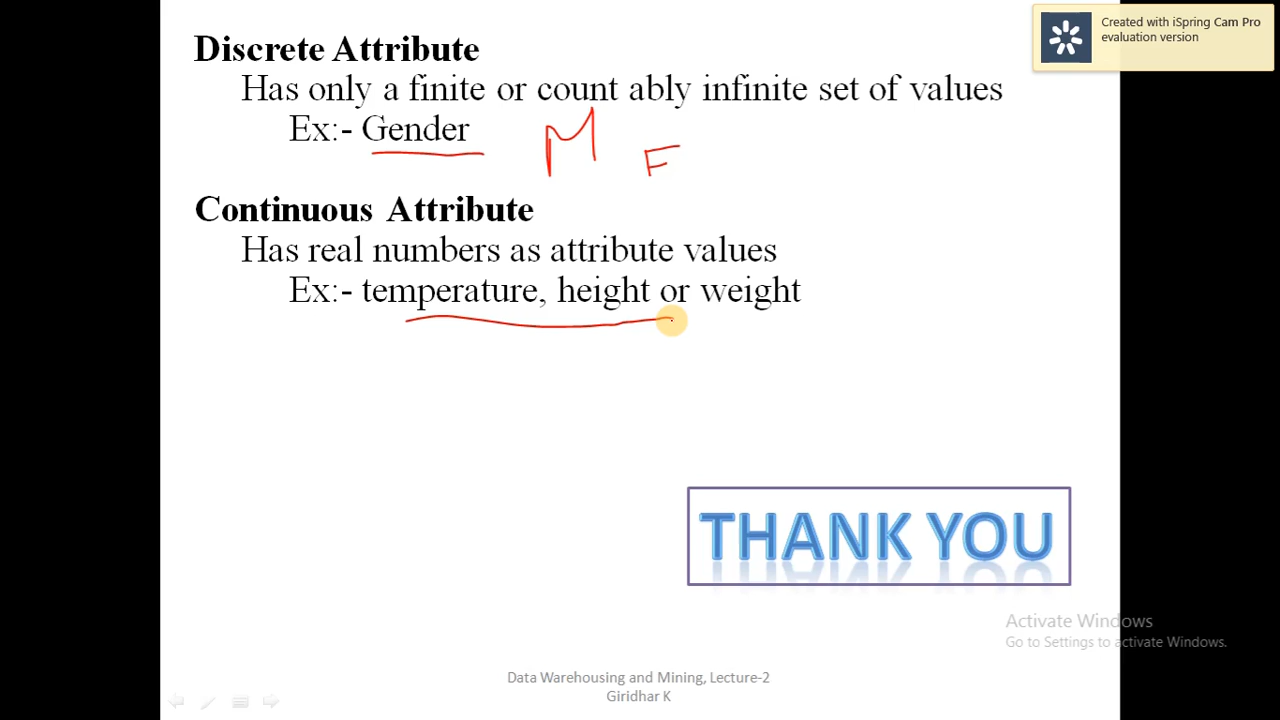 Created with iSpring Cam Pro
evaluation version
Discrete Attribute
Has only a finite or count ably infinite set of values
Ex:- Gender
M F
Continuous Attribute
Has real numbers as attribute values
Ex:- temperature, height or weight
THANK YOU
Activate Windows
Go to Settings to activate Windows.
Data Warehousing and Mining, Lecture-2
Giridhar K